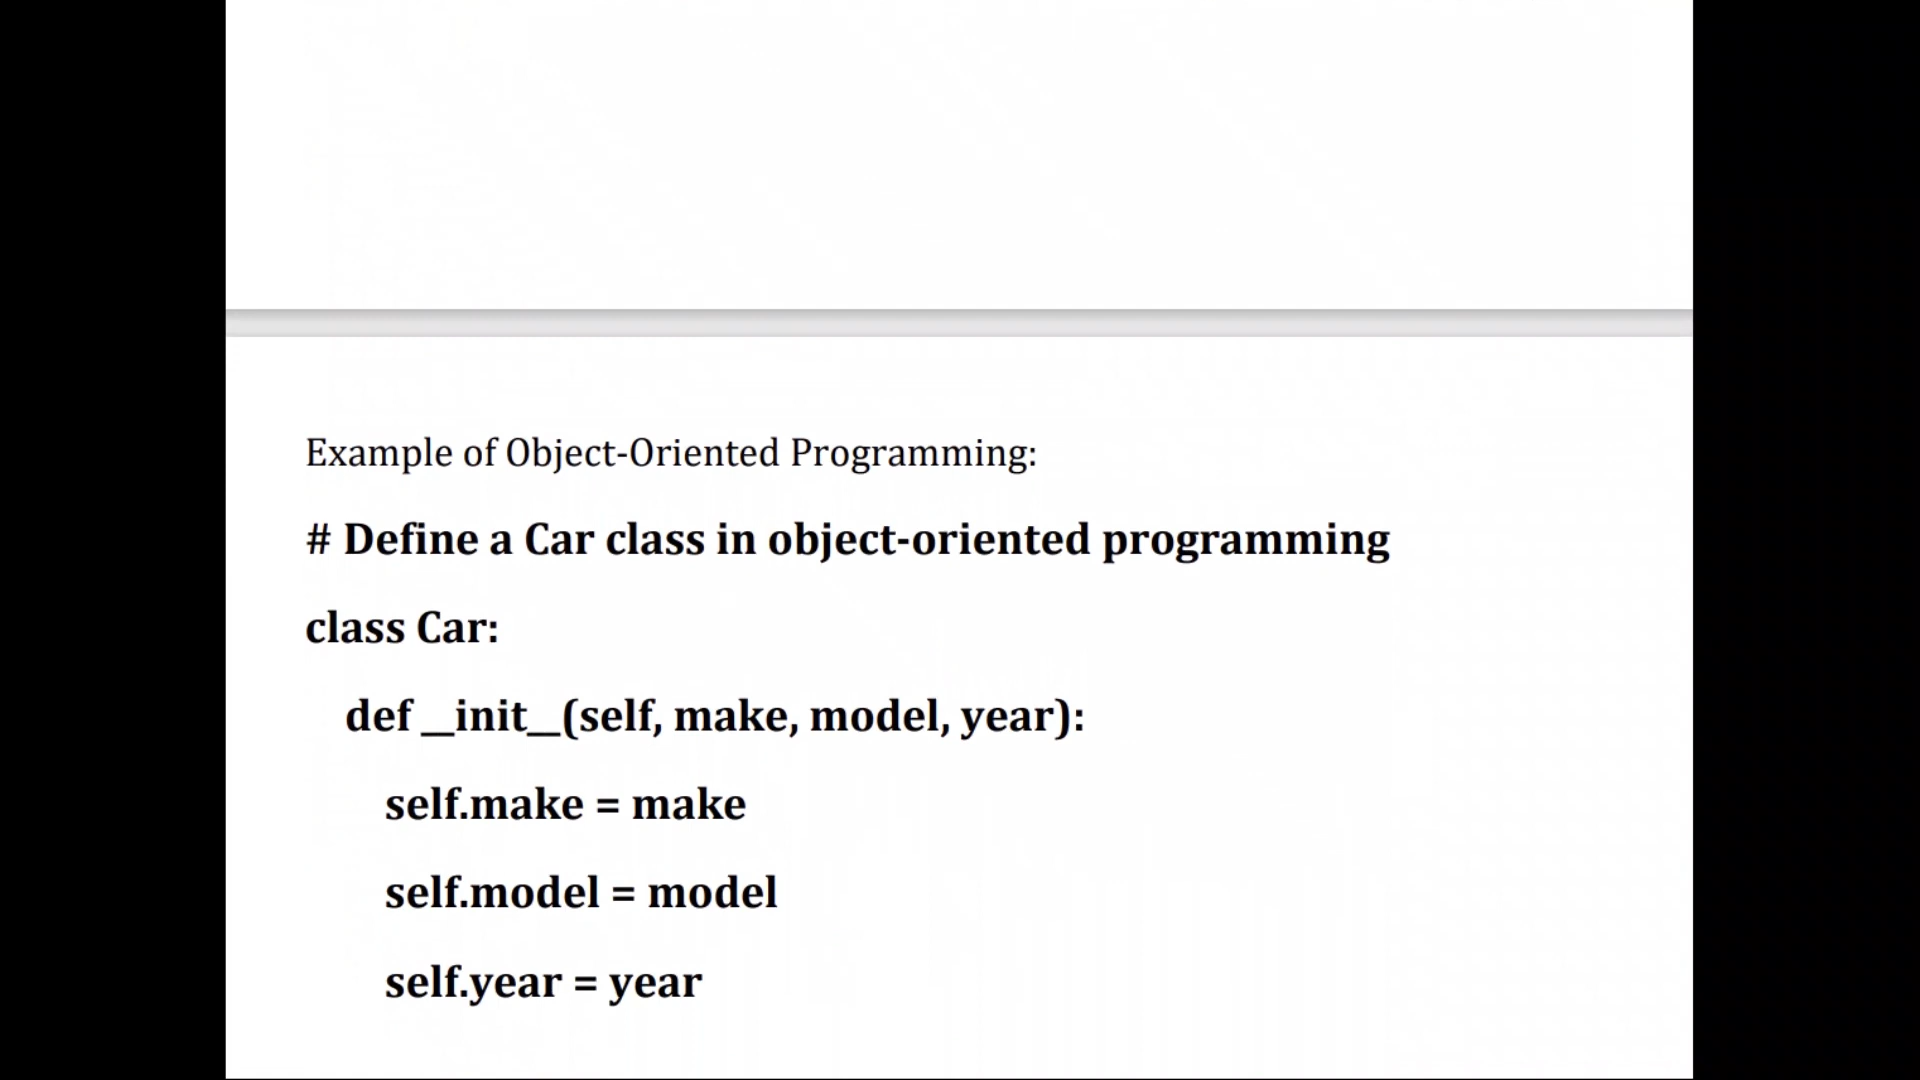 Example of Object-Oriented Programming:
# Define a Car class in object-oriented programming
class Car:
def __init__(self, make, model, year):
self.make = make
self.model = model
self.year = year